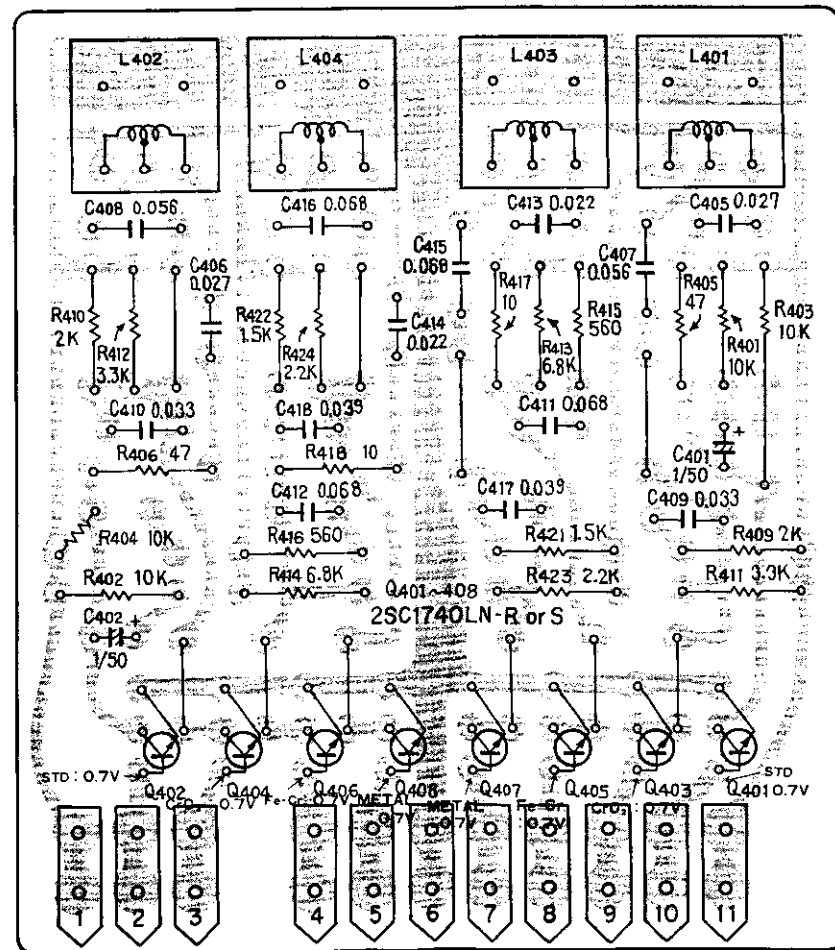 L402
L404
L403
L401
C408 0.056
C416 0.068
C413 0.022
C405 0.027
C406
0.027
C415
0.068
C407
0.056
R417
10
R405
47
R410
2K
R412
3.3K
R422
1.5K
R424
2.2K
C414
0.022
R413
6.8K
R415
560
R401
10K
R403
10K
C410 0.033
C418 0.039
C411 0.068
C401
1/50
+
R406 47
R418 10
C412 0.068
C417 0.039
C409 0.033
R404 10K
R416 560
R421 1.5K
R409 2K
R402 10K
R414 6.8K
R423 2.2K
R411 3.3K
Q401~408
2SC1740LN-R or S
C402
+
1/50
STD : 0.7V
STD
0.7V
Q402
Q404
Q406
Q408
Q407
Q405
Q403
Q401
CrO₂ : 0.7V
Fe-Cr : 0.7V
METAL
: 0.7V
METAL
: 0.7V
Fe-Cr
: 0.7V
CrO₂ : 0.7V
1
2
3
4
5
6
7
8
9
10
11